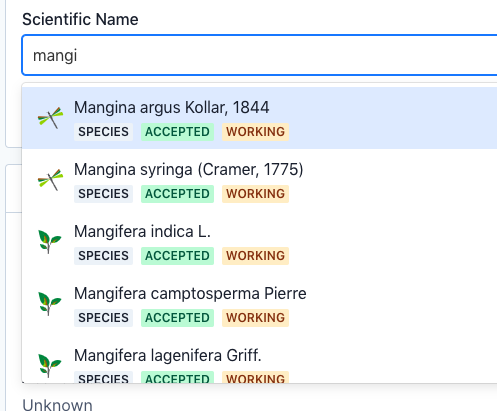 Scientific Name
mangi
Mangina argus Kollar, 1844
SPECIES ACCEPTED WORKING
Mangina syringa (Cramer, 1775)
SPECIES ACCEPTED WORKING
Mangifera indica L.
SPECIES ACCEPTED WORKING
Mangifera camptosperma Pierre
SPECIES ACCEPTED WORKING
Mangifera lagenifera Griff.
SPECIES ACCEPTED WORKING
Unknown